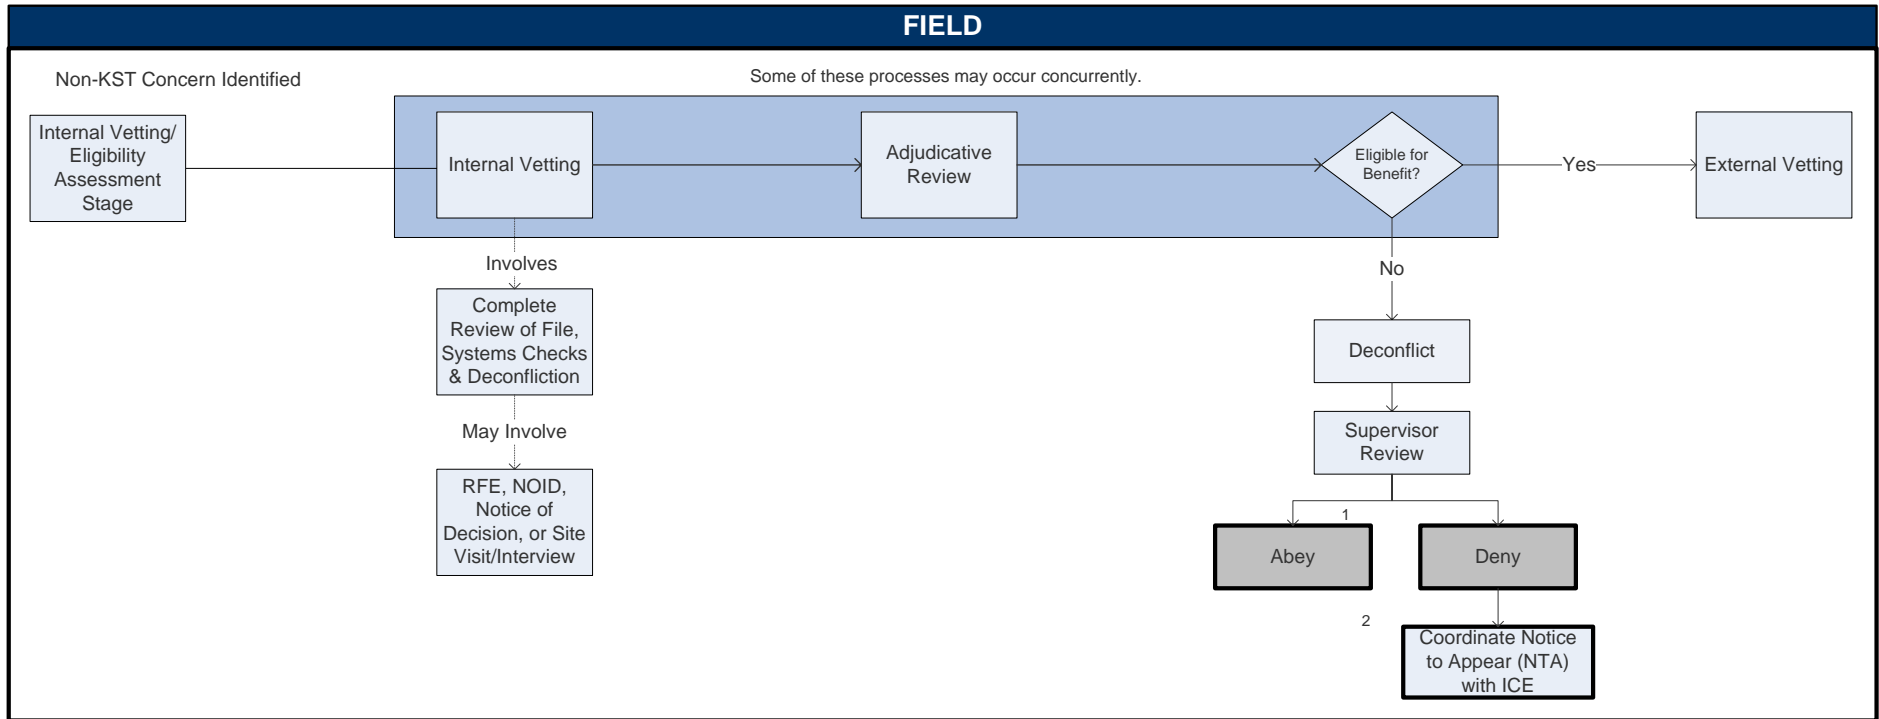 FIELD
Non-KST Concern Identified
Some of these processes may occur concurrently.
Internal Vetting/
Eligibility
Assessment
Stage
Internal Vetting
Adjudicative
Review
Eligible for
Benefit?
Yes
External Vetting
Involves
Complete
Review of File,
Systems Checks
& Deconfliction
May Involve
RFE, NOID,
Notice of
Decision, or Site
Visit/Interview
No
Deconflict
Supervisor
Review
1
Abey
Deny
2
Coordinate Notice
to Appear (NTA)
with ICE